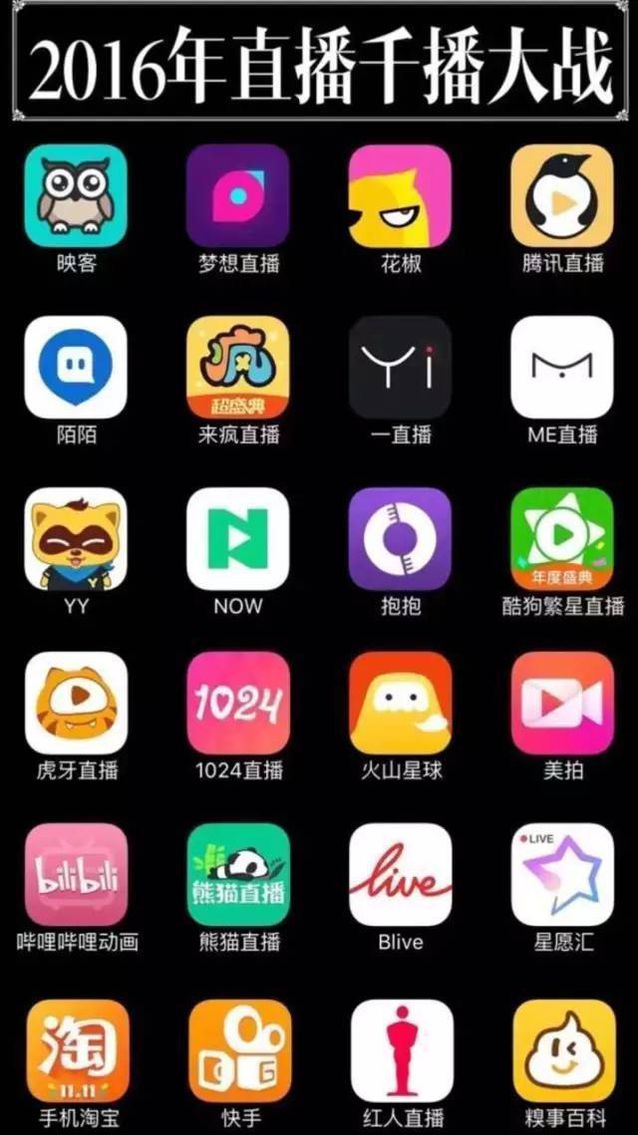 2016年直播千播大战
映客
梦想直播
花椒
腾讯直播
疯
超盛典
Yi
陌陌
来疯直播
一直播
ME直播
Y
年度盛典
YY
NOW
抱抱
酷狗繁星直播
1024
虎牙直播
1024直播
火山星球
美拍
bilibili
熊猫直播
live
LIVE
哔哩哔哩动画
熊猫直播
Blive
星愿汇
淘
11.11
手机淘宝
快手
红人直播
糗事百科